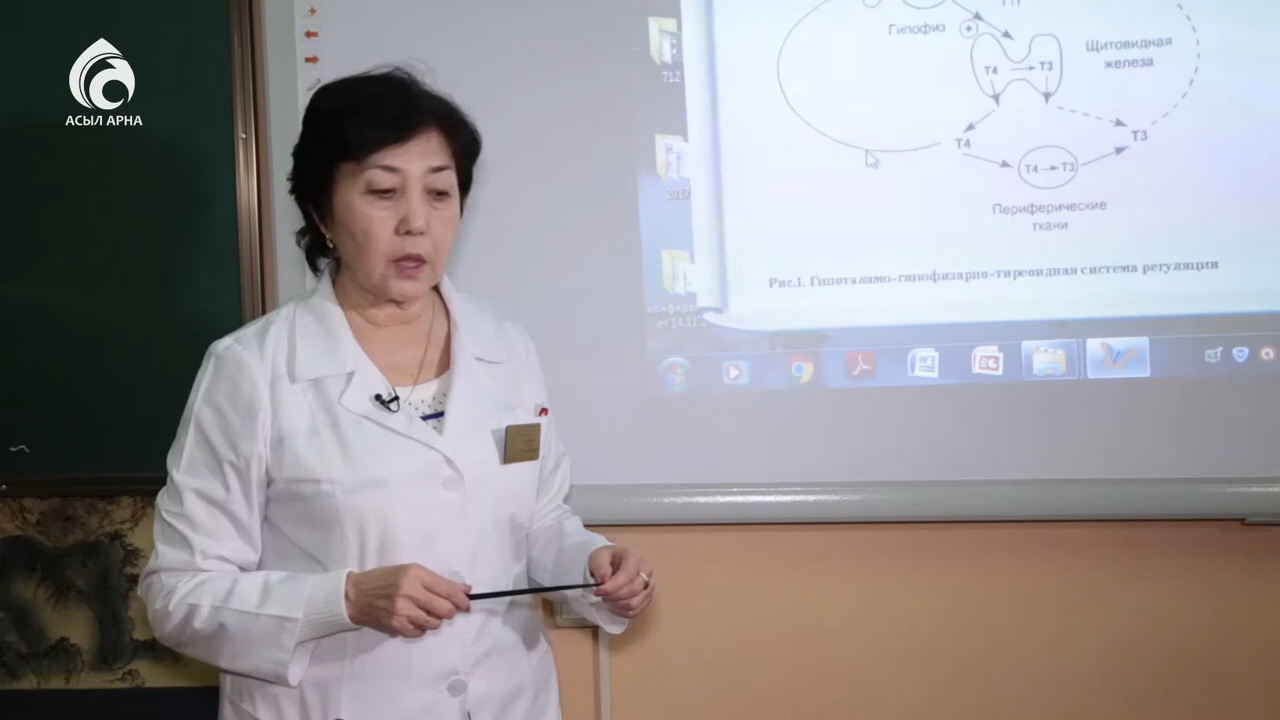 АСЫЛ АРНА
712
2017
Гипофиз
Щитовидная
железа
Т4
Т3
Т4
Т3
Т4
Т3
Периферические
ткани
Рис.1. Гипоталамо-гипофизарно-тиреоидная система регуляции